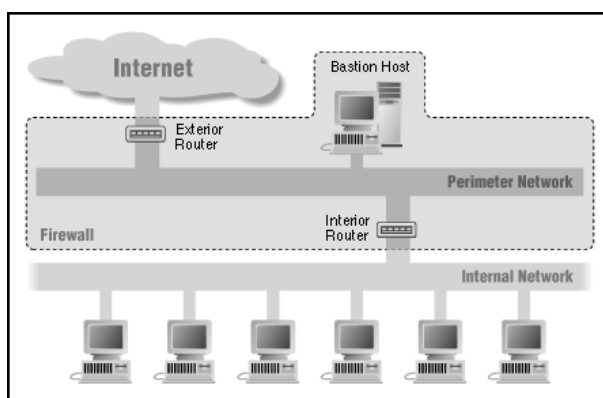 Internet
Bastion Host
Exterior
Router
Perimeter Network
Interior
Router
Firewall
Internal Network